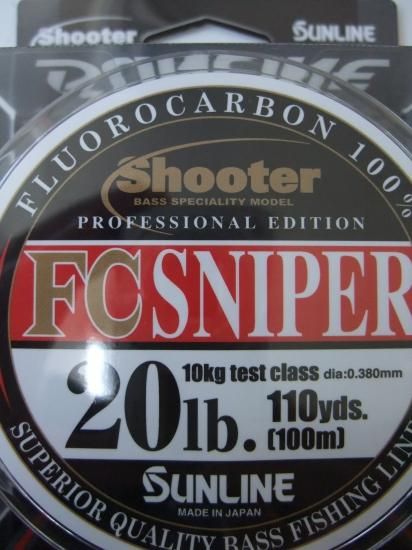 Shooter SUNLINE
FLUOROCARBON 100%
Shooter
BASS SPECIALITY MODEL
PROFESSIONAL EDITION
FC SNIPER
10kg test class dia:0.380mm
20lb. 110yds.
(100m)
SUNLINE
MADE IN JAPAN
SUPERIOR QUALITY BASS FISHING LINE